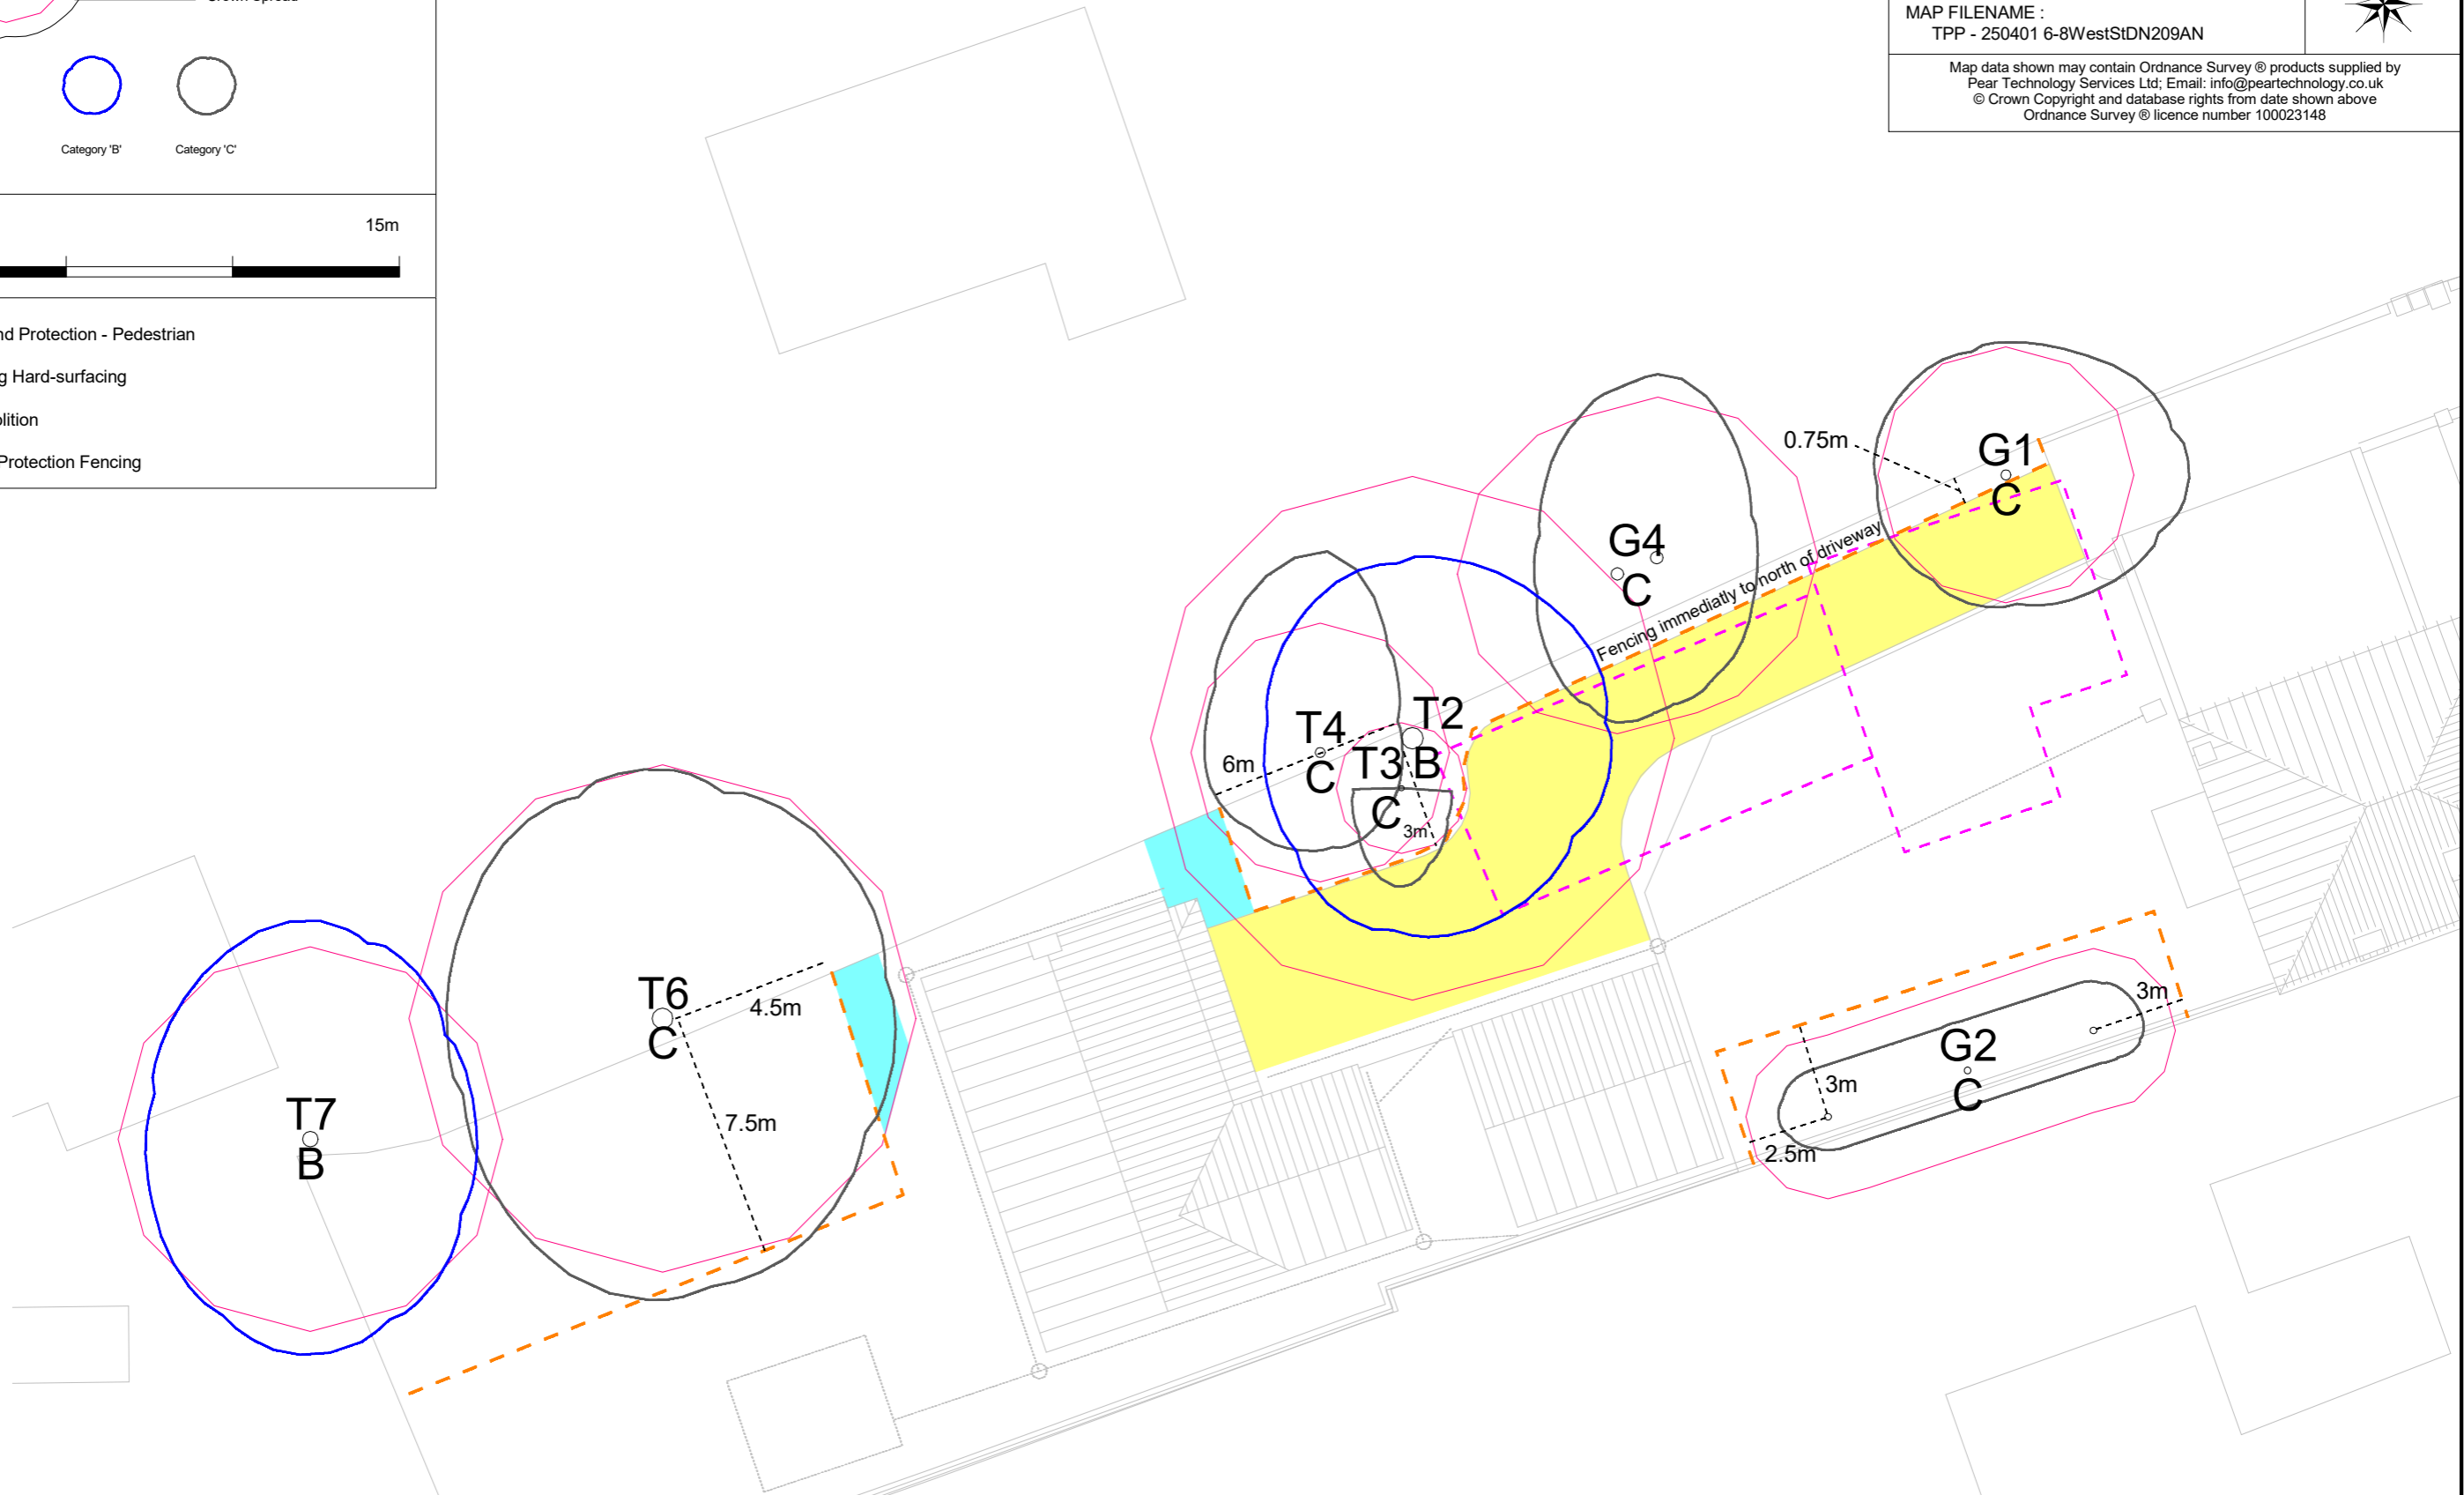 MAP FILENAME :
TPP - 250401 6-8WestStDN209AN
Map data shown may contain Ordnance Survey ® products supplied by
Pear Technology Services Ltd; Email: info@peartechnology.co.uk
© Crown Copyright and database rights from date shown above
Ordnance Survey ® licence number 100023148
Category 'B'
Category 'C'
15m
Protection - Pedestrian
Hard-surfacing
Protection Fencing
0.75m
G1
C
G4
C
Fencing immediatly to north of driveway
T2
B
T4
C
T3
C
6m
3m
T6
C
4.5m
7.5m
T7
B
G2
C
3m
3m
2.5m